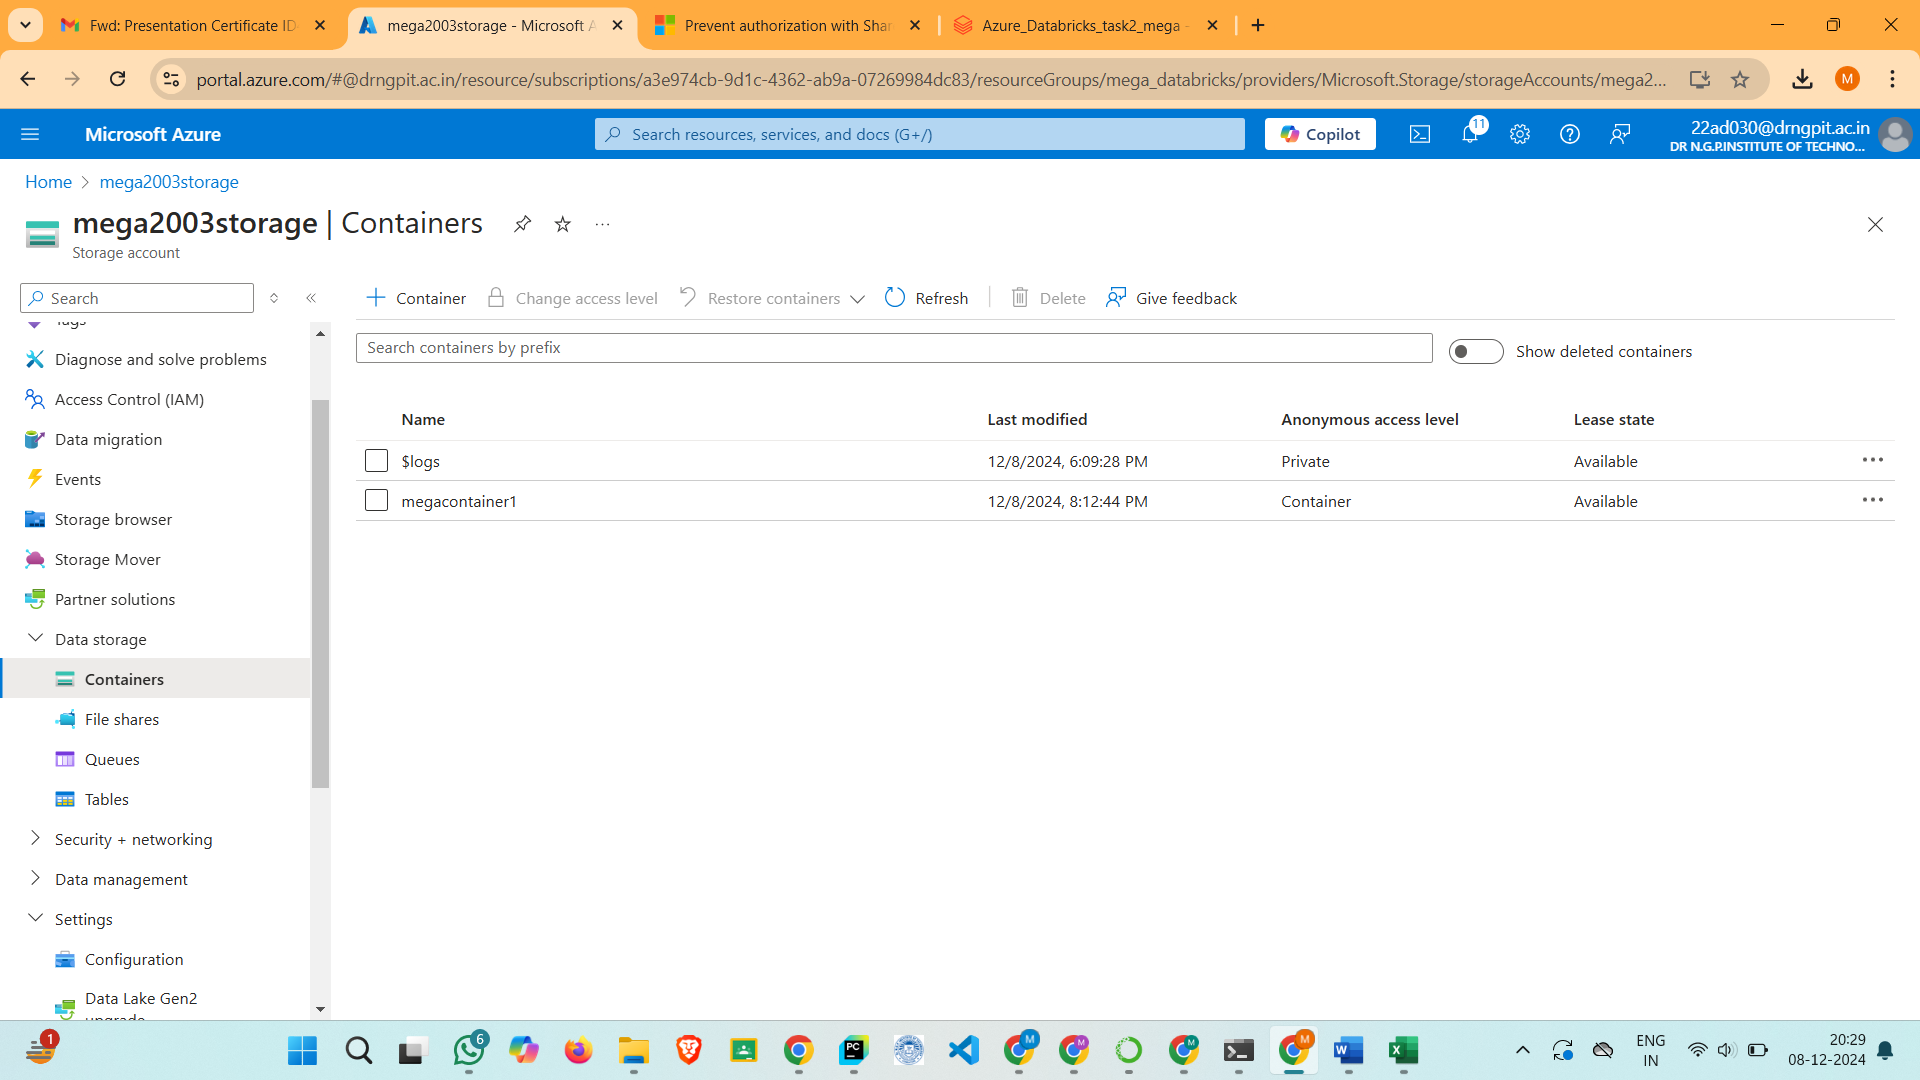 Fwd: Presentation Certificate ID-
mega2003storage - Microsoft A
Prevent authorization with Shar
Azure_Databricks_task2_mega -
portal.azure.com/#@drngpit.ac.in/resource/subscriptions/a3e974cb-9d1c-4362-ab9a-07269984dc83/resourceGroups/mega_databricks/providers/Microsoft.Storage/storageAccounts/mega2...
M
Microsoft Azure
Search resources, services, and docs (G+/)
Copilot
11
22ad030@drngpit.ac.in
DR N.G.P.INSTITUTE OF TECHNO...
Home > mega2003storage
mega2003storage | Containers
Storage account
Search
Container
Change access level
Restore containers
Refresh
Delete
Give feedback
Search containers by prefix
Show deleted containers
Name
Last modified
Anonymous access level
Lease state
$logs
12/8/2024, 6:09:28 PM
Private
Available
megacontainer1
12/8/2024, 8:12:44 PM
Container
Available
Tags
Diagnose and solve problems
Access Control (IAM)
Data migration
Events
Storage browser
Storage Mover
Partner solutions
Data storage
Containers
File shares
Queues
Tables
Security + networking
Data management
Settings
Configuration
Data Lake Gen2
upgrade
1
6
PC
M
M
M
M
W
X
ENG
IN
20:29
08-12-2024